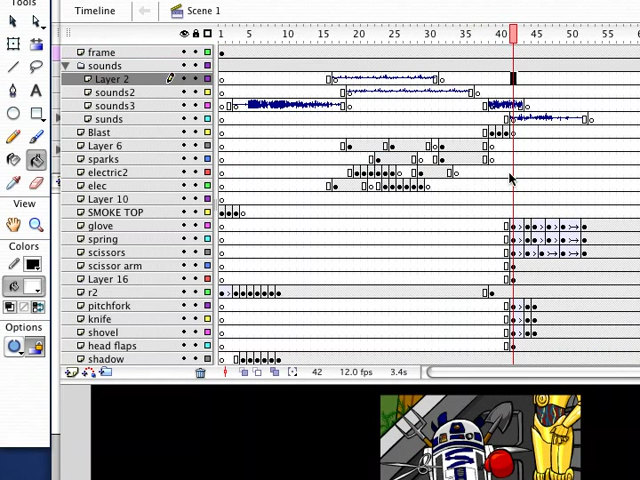 Tools
Timeline
Scene 1
1 5 10 15 20 25 30 35 40 45 50 55 60
frame
sounds
Layer 2
sounds2
sounds3
sunds
Blast
Layer 6
sparks
electric2
elec
Layer 10
SMOKE TOP
glove
spring
scissors
scissor arm
Layer 16
r2
pitchfork
knife
shovel
head flaps
shadow
A
View
Colors
Options
42 12.0 fps 3.4s